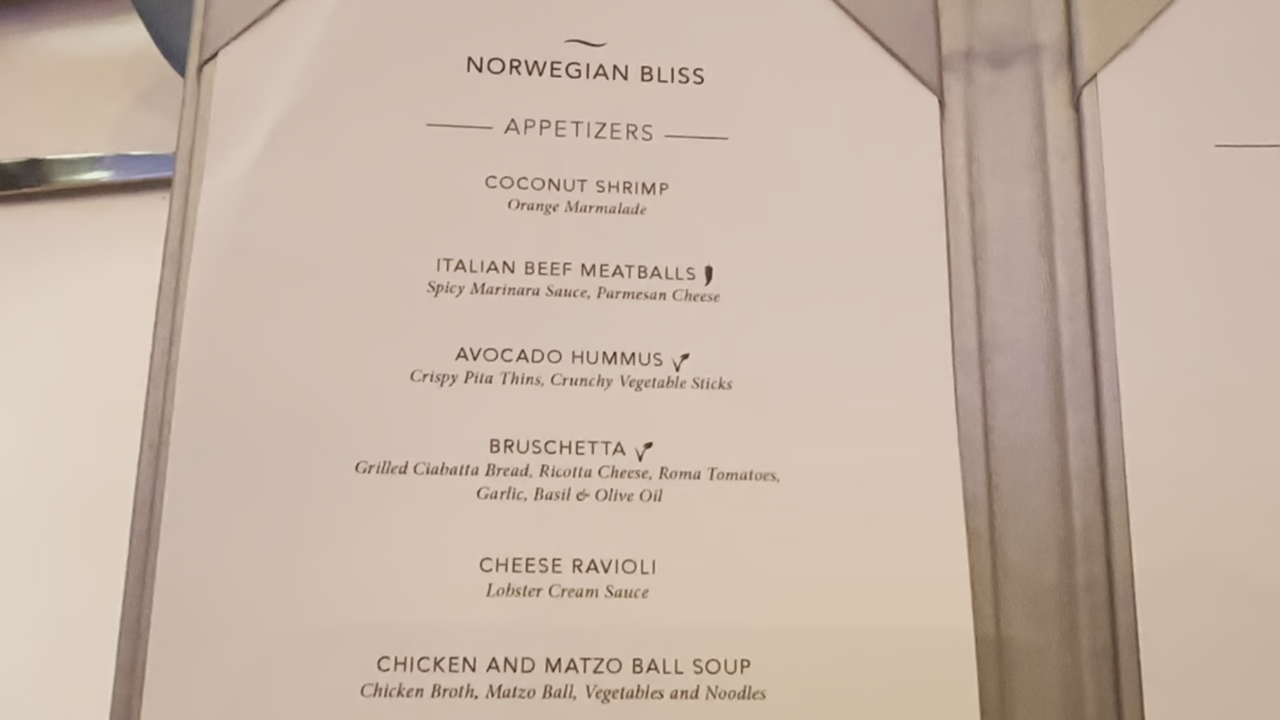 NORWEGIAN BLISS
APPETIZERS
COCONUT SHRIMP
Orange Marmalade
ITALIAN BEEF MEATBALLS
Spicy Marinara Sauce, Parmesan Cheese
AVOCADO HUMMUS
Crispy Pita Thins, Crunchy Vegetable Sticks
BRUSCHETTA
Grilled Ciabatta Bread, Ricotta Cheese, Roma Tomatoes,
Garlic, Basil & Olive Oil
CHEESE RAVIOLI
Lobster Cream Sauce
CHICKEN AND MATZO BALL SOUP
Chicken Broth, Matzo Ball, Vegetables and Noodles